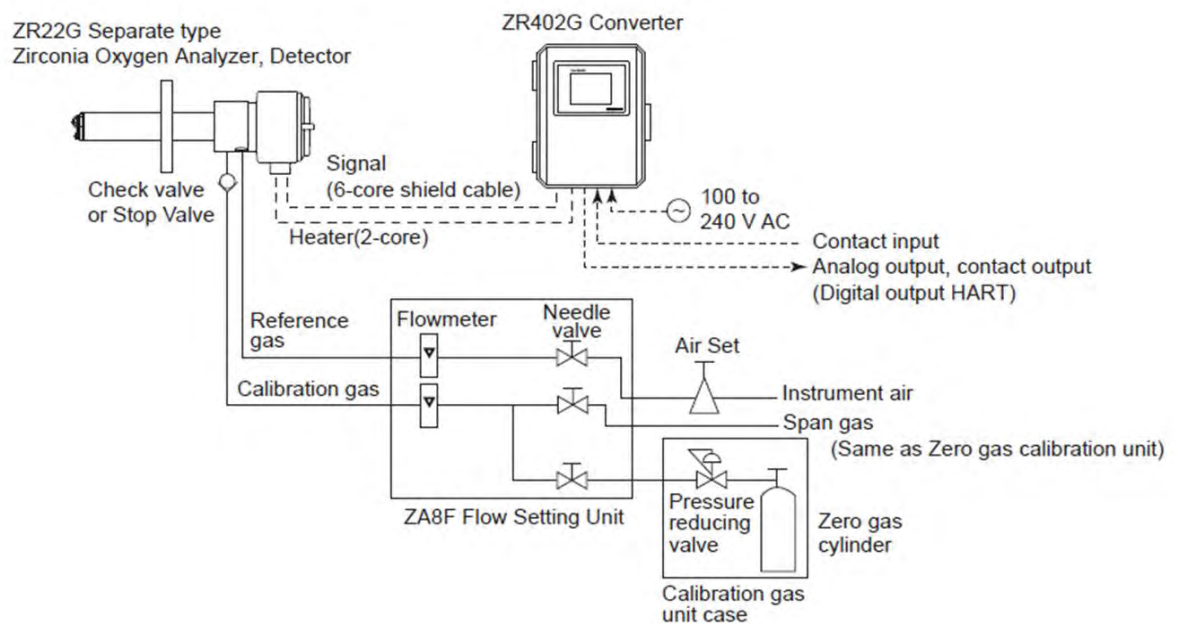 ZR22G Separate type
Zirconia Oxygen Analyzer, Detector
ZR402G Converter
Check valve
or Stop Valve
Signal
(6-core shield cable)
Heater(2-core)
100 to
240 V AC
Contact input
Analog output, contact output
(Digital output HART)
Reference
gas
Flowmeter
Needle
valve
Air Set
Calibration gas
Instrument air
Span gas
(Same as Zero gas calibration unit)
ZA8F Flow Setting Unit
Pressure
reducing
valve
Zero gas
cylinder
Calibration gas
unit case